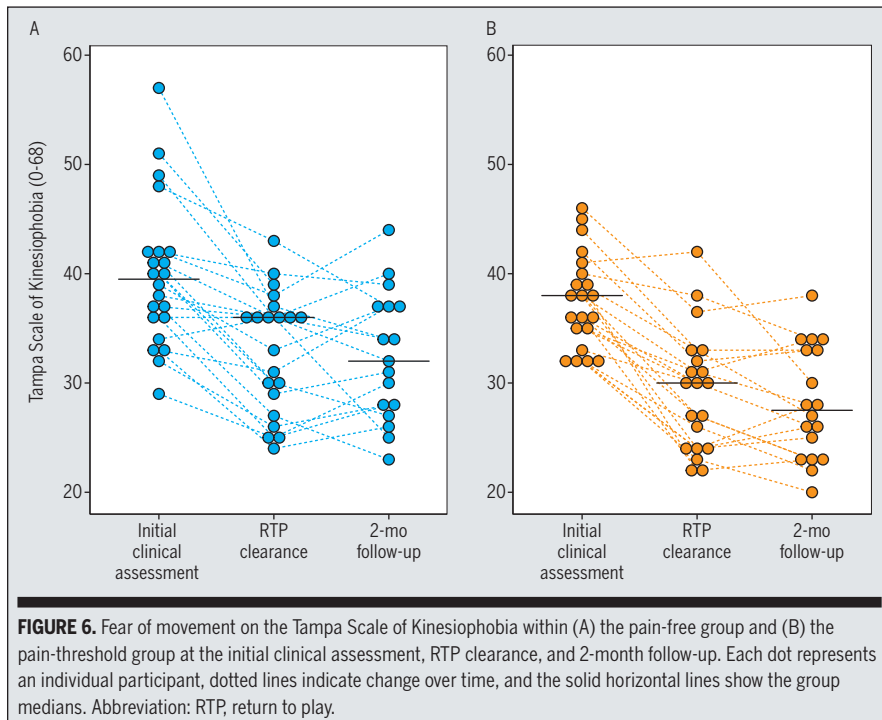 A
B
Tampa Scale of Kinesiophobia (0-68)
60
50
40
30
20
60
50
40
30
20
Initial
clinical
assessment
RTP
clearance
2-mo
follow-up
Initial
clinical
assessment
RTP
clearance
2-mo
follow-up
FIGURE 6. Fear of movement on the Tampa Scale of Kinesiophobia within (A) the pain-free group and (B) the
pain-threshold group at the initial clinical assessment, RTP clearance, and 2-month follow-up. Each dot represents
an individual participant, dotted lines indicate change over time, and the solid horizontal lines show the group
medians. Abbreviation: RTP, return to play.